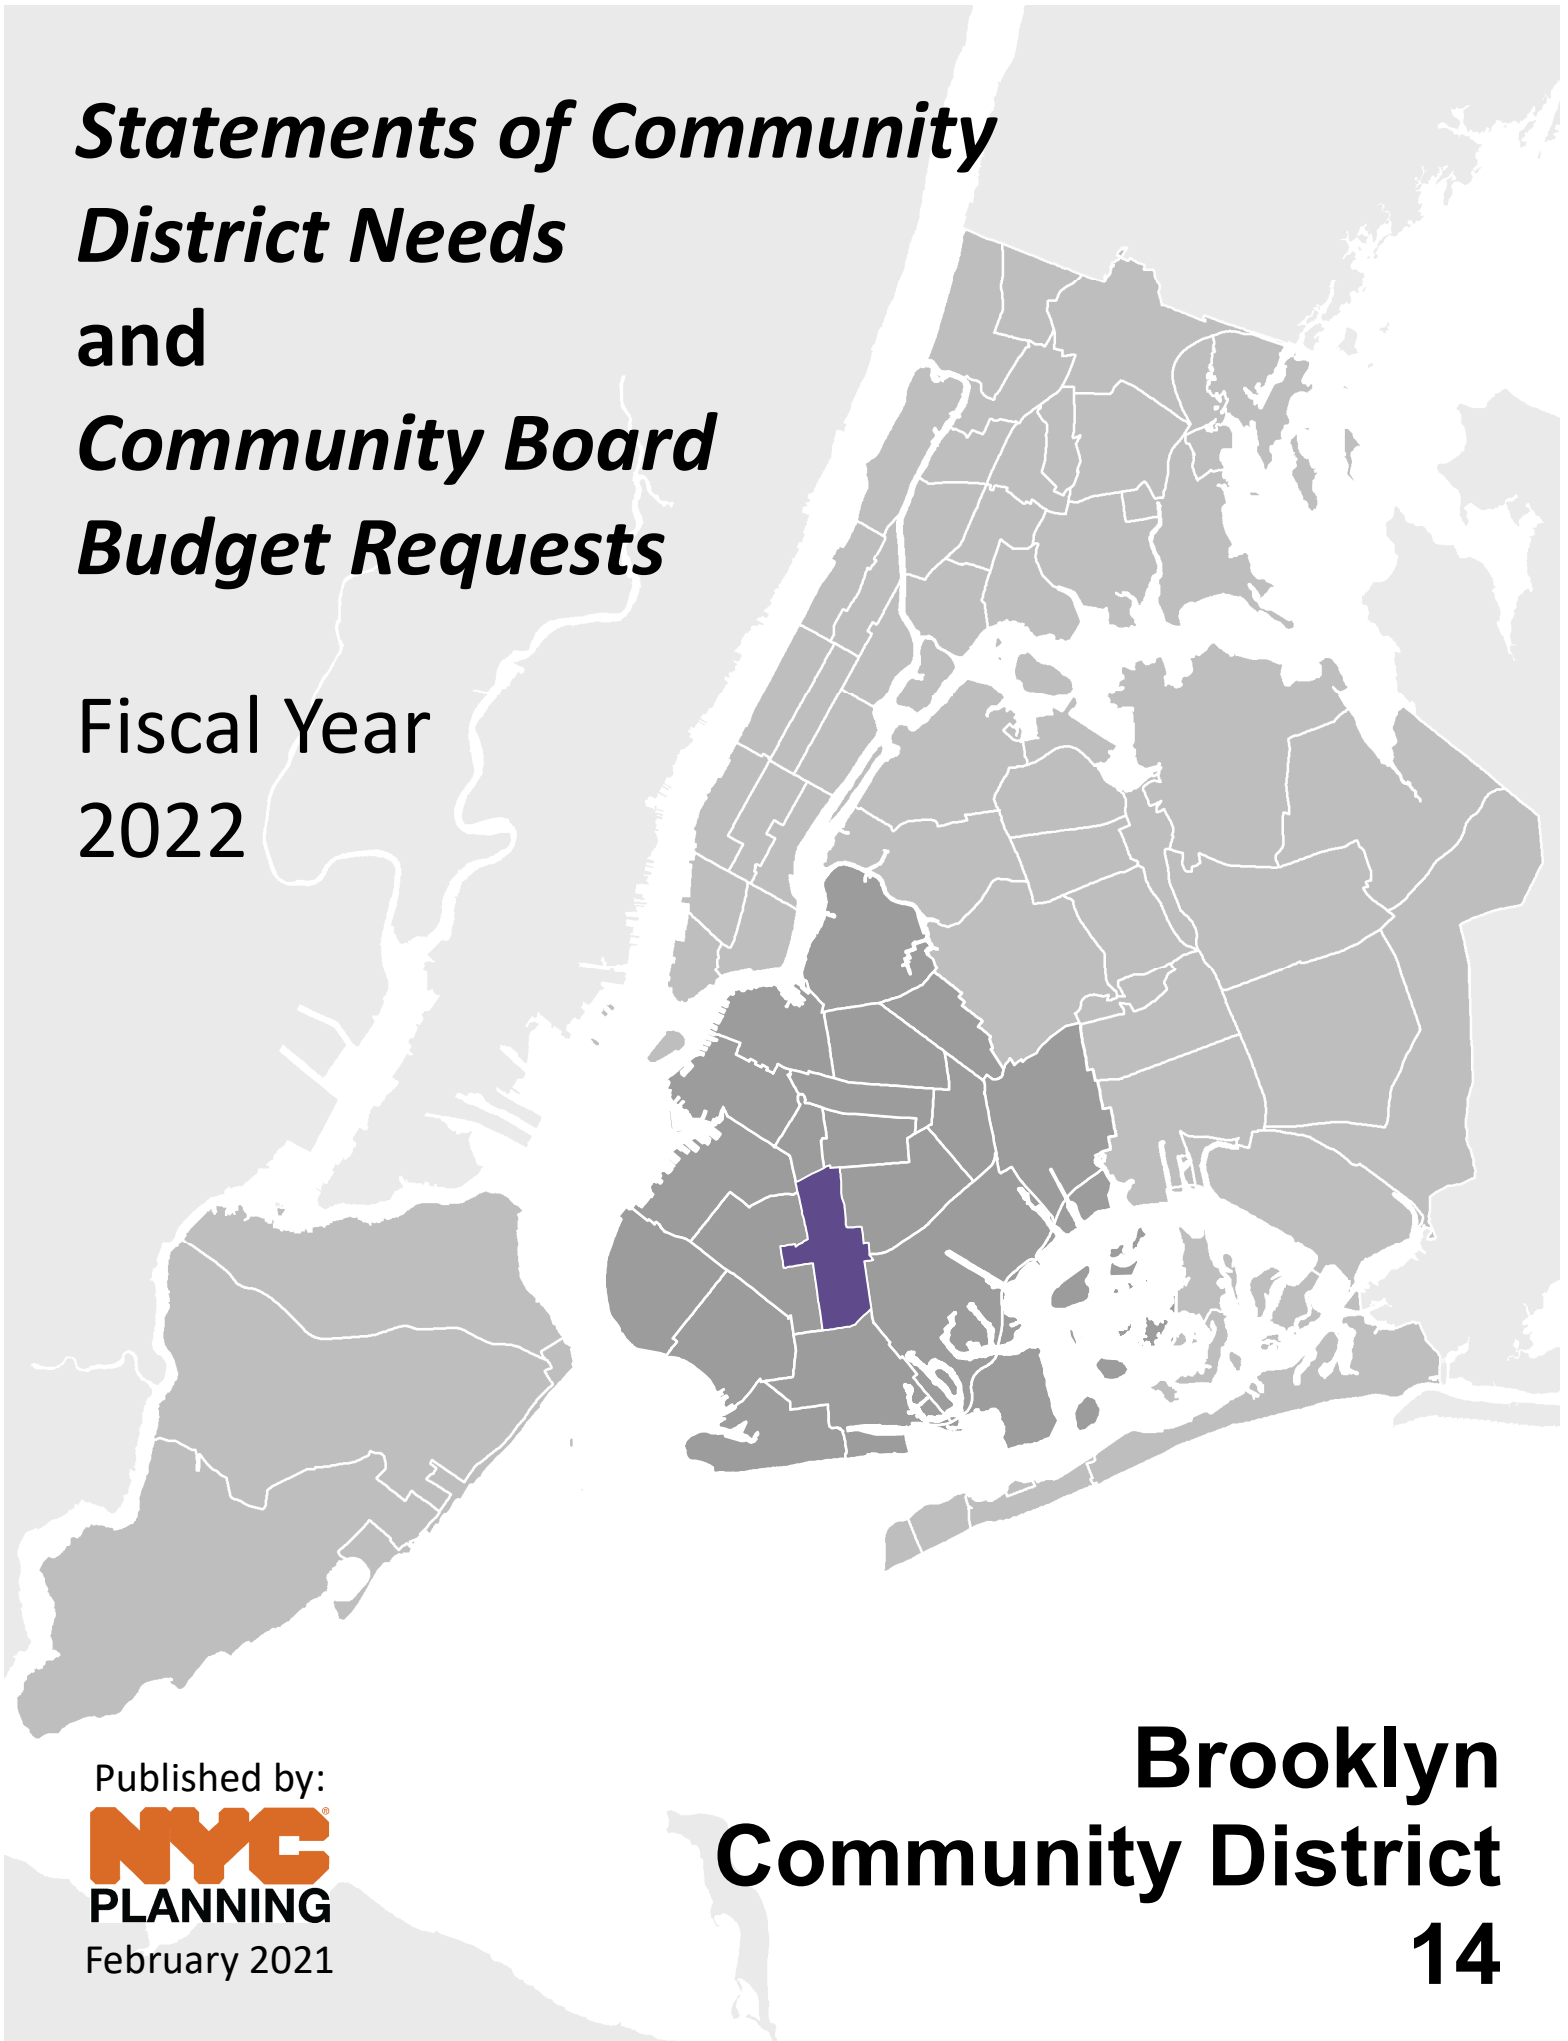 Statements of Community
District Needs
and
Community Board
Budget Requests
Fiscal Year
2022
Published by:
NYC®
PLANNING
February 2021
Brooklyn
Community District
14